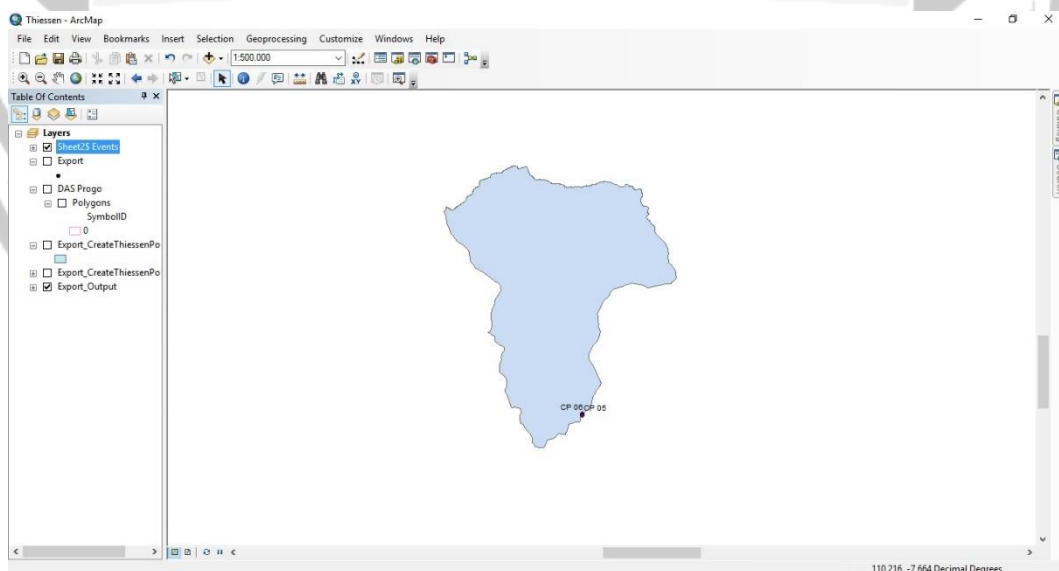 Thiessen - ArcMap
File Edit View Bookmarks Insert Selection Geoprocessing Customize Windows Help
1:500.000
Table Of Contents
Layers
Sheet2$ Events
Export
DAS Progo
Polygons
SymbolID
0
Export_CreateThiessenPo
Export_CreateThiessenPo
Export_Output
CP 06 CP 05
110,216 -7,664 Decimal Degrees